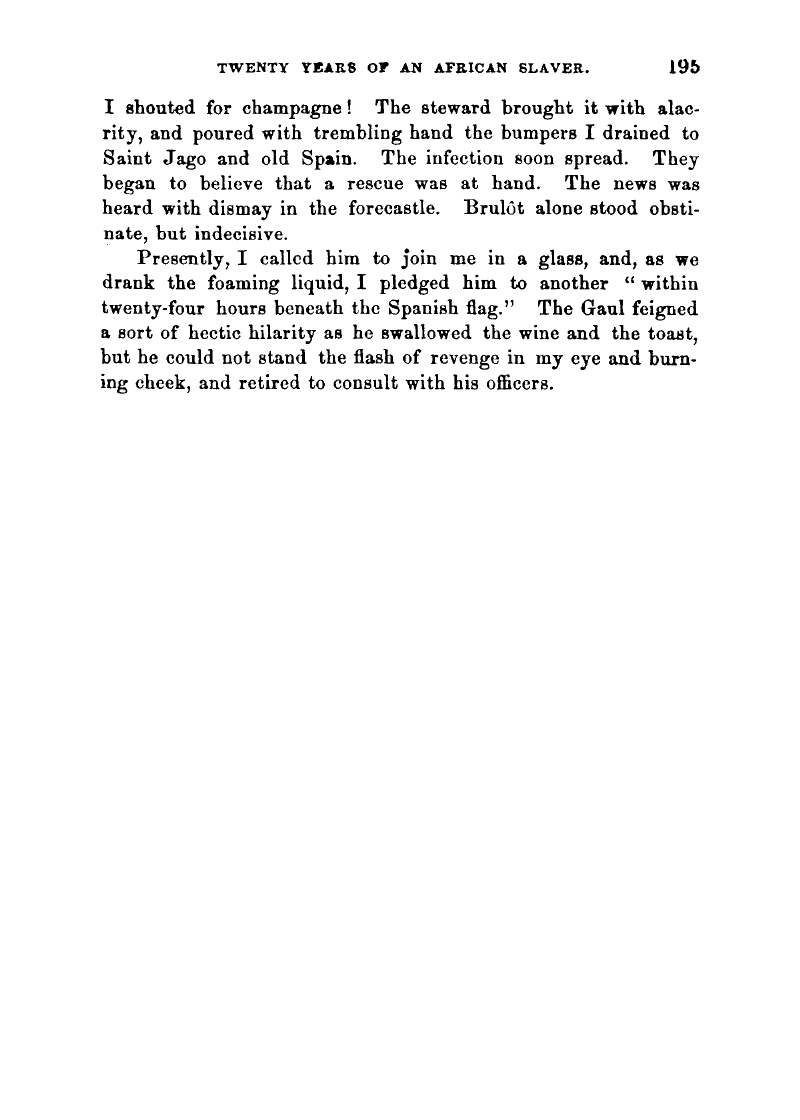 TWENTY YEARS OF AN AFRICAN SLAVER. 195
I shouted for champagne! The steward brought it with alac-
rity, and poured with trembling hand the bumpers I drained to
Saint Jago and old Spain. The infection soon spread. They
began to believe that a rescue was at hand. The news was
heard with dismay in the forecastle. Brulôt alone stood obsti-
nate, but indecisive.
Presently, I called him to join me in a glass, and, as we
drank the foaming liquid, I pledged him to another “ within
twenty-four hours beneath the Spanish flag.” The Gaul feigned
a sort of hectic hilarity as he swallowed the wine and the toast,
but he could not stand the flash of revenge in my eye and burn-
ing cheek, and retired to consult with his officers.